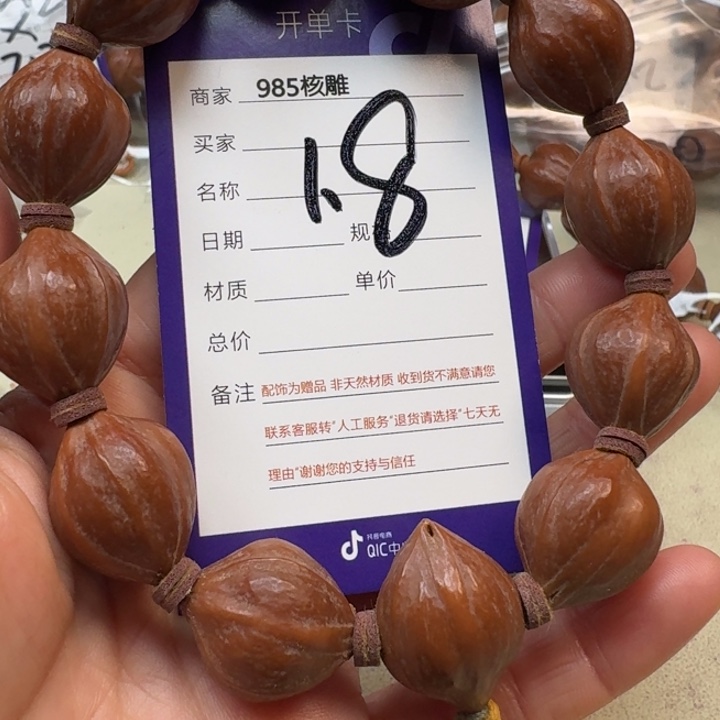 开单卡
商家 985核雕
买家
名称
1.8
日期 规
材质 单价
总价
备注 配饰为赠品 非天然材质 收到货不满意请您
联系客服转"人工服务"退货请选择"七天无
理由"谢谢您的支持与信任
抖音电商
QIC中